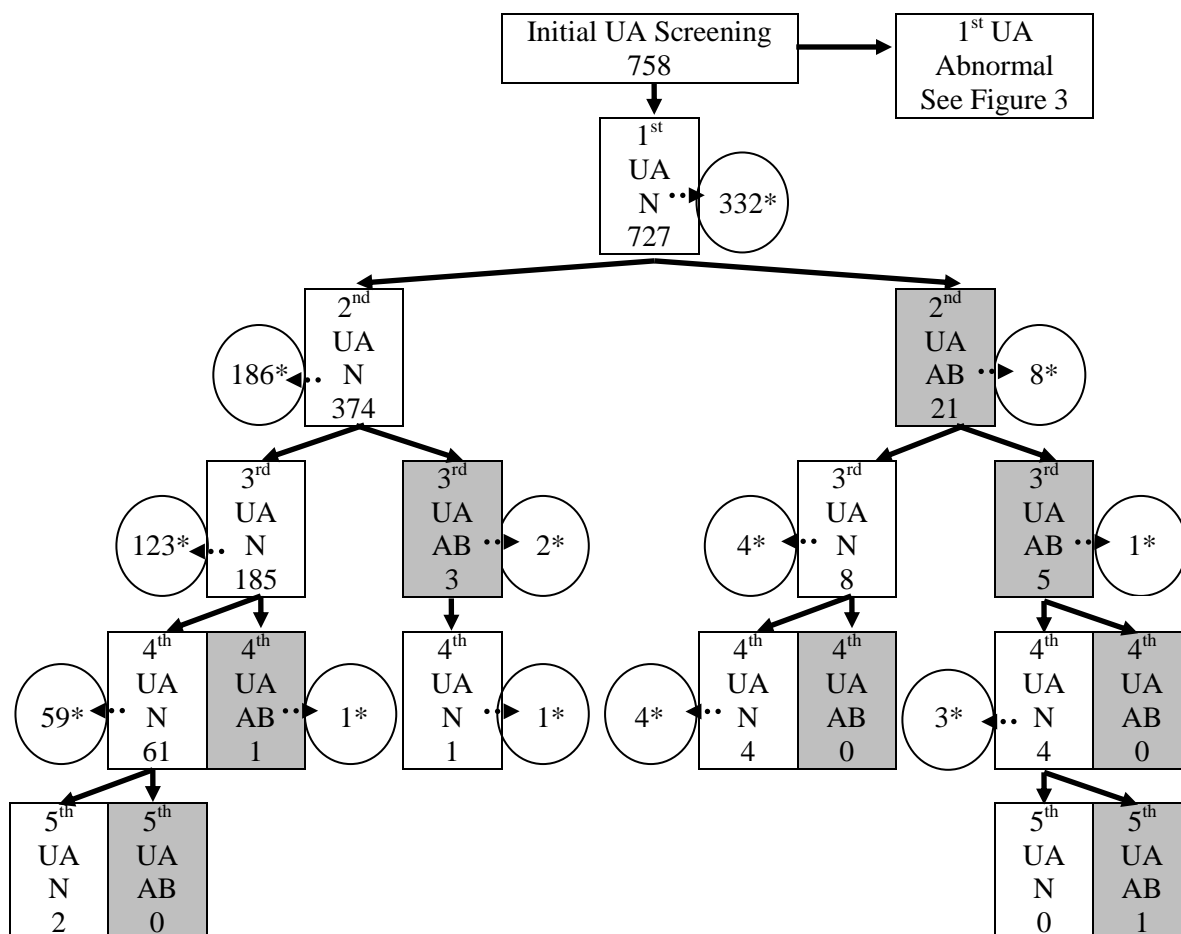 Initial UA Screening
758
1st UA
Abnormal
See Figure 3
1st
UA
N
727
332*
2nd
UA
N
374
186*
2nd
UA
AB
21
8*
3rd
UA
N
185
123*
3rd
UA
AB
3
2*
3rd
UA
N
8
4*
3rd
UA
AB
5
1*
4th
UA
N
61
59*
4th
UA
AB
1
1*
4th
UA
N
1
1*
4th
UA
N
4
4*
4th
UA
AB
0
4th
UA
N
4
3*
4th
UA
AB
0
5th
UA
N
2
5th
UA
AB
0
5th
UA
N
0
5th
UA
AB
1